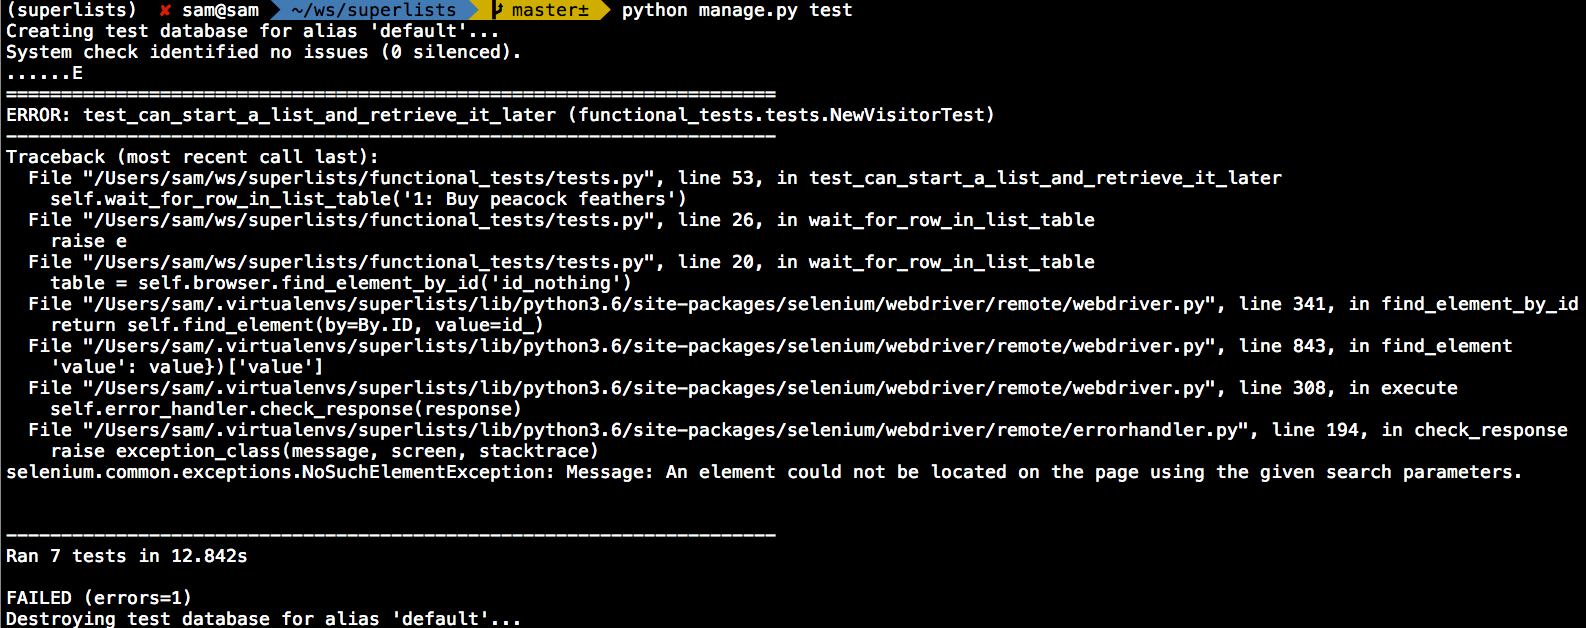 (superlists) ✘ sam@sam ~/ws/superlists master± python manage.py test
Creating test database for alias 'default'...
System check identified no issues (0 silenced).
......E
======================================================================
ERROR: test_can_start_a_list_and_retrieve_it_later (functional_tests.tests.NewVisitorTest)
----------------------------------------------------------------------
Traceback (most recent call last):
  File "/Users/sam/ws/superlists/functional_tests/tests.py", line 53, in test_can_start_a_list_and_retrieve_it_later
    self.wait_for_row_in_list_table('1: Buy peacock feathers')
  File "/Users/sam/ws/superlists/functional_tests/tests.py", line 26, in wait_for_row_in_list_table
    raise e
  File "/Users/sam/ws/superlists/functional_tests/tests.py", line 20, in wait_for_row_in_list_table
    table = self.browser.find_element_by_id('id_nothing')
  File "/Users/sam/.virtualenvs/superlists/lib/python3.6/site-packages/selenium/webdriver/remote/webdriver.py", line 341, in find_element_by_id
    return self.find_element(by=By.ID, value=id_)
  File "/Users/sam/.virtualenvs/superlists/lib/python3.6/site-packages/selenium/webdriver/remote/webdriver.py", line 843, in find_element
    'value': value})['value']
  File "/Users/sam/.virtualenvs/superlists/lib/python3.6/site-packages/selenium/webdriver/remote/webdriver.py", line 308, in execute
    self.error_handler.check_response(response)
  File "/Users/sam/.virtualenvs/superlists/lib/python3.6/site-packages/selenium/webdriver/remote/errorhandler.py", line 194, in check_response
    raise exception_class(message, screen, stacktrace)
selenium.common.exceptions.NoSuchElementException: Message: An element could not be located on the page using the given search parameters.
----------------------------------------------------------------------
Ran 7 tests in 12.842s
FAILED (errors=1)
Destroying test database for alias 'default'...